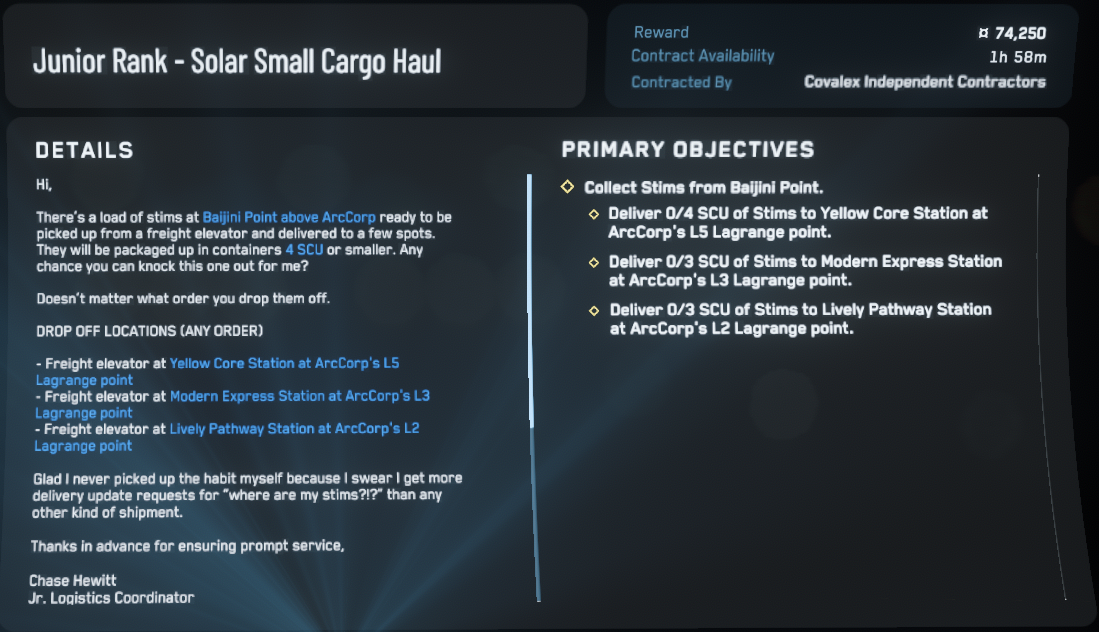 Junior Rank - Solar Small Cargo Haul
Reward ¤ 74,250
Contract Availability 1h 58m
Contracted By Covalex Independent Contractors
DETAILS
Hi,
There's a load of stims at Baijini Point above ArcCorp ready to be
picked up from a freight elevator and delivered to a few spots.
They will be packaged up in containers 4 SCU or smaller. Any
chance you can knock this one out for me?
Doesn't matter what order you drop them off.
DROP OFF LOCATIONS (ANY ORDER)
- Freight elevator at Yellow Core Station at ArcCorp's L5
Lagrange point
- Freight elevator at Modern Express Station at ArcCorp's L3
Lagrange point
- Freight elevator at Lively Pathway Station at ArcCorp's L2
Lagrange point
Glad I never picked up the habit myself because I swear I get more
delivery update requests for "where are my stims?!?" than any
other kind of shipment.
Thanks in advance for ensuring prompt service,
Chase Hewitt
Jr. Logistics Coordinator
PRIMARY OBJECTIVES
Collect Stims from Baijini Point.
Deliver 0/4 SCU of Stims to Yellow Core Station at
ArcCorp's L5 Lagrange point.
Deliver 0/3 SCU of Stims to Modern Express Station
at ArcCorp's L3 Lagrange point.
Deliver 0/3 SCU of Stims to Lively Pathway Station
at ArcCorp's L2 Lagrange point.